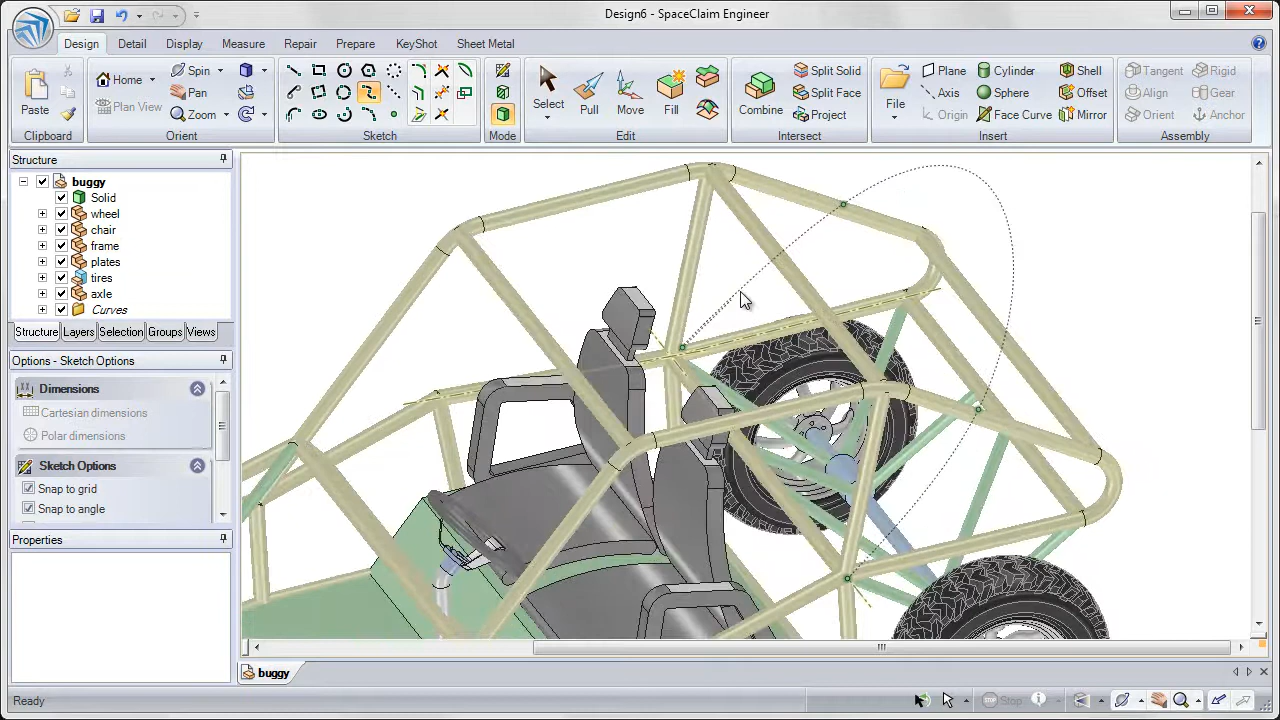 Design6 - SpaceClaim Engineer
Design Detail Display Measure Repair Prepare KeyShot Sheet Metal
Paste
Clipboard
Home Spin
Plan View Pan
Zoom
Orient
Sketch
Mode
Select Pull Move Fill
Edit
Combine
Split Solid
Split Face
Project
Intersect
File
Plane Cylinder Shell
Axis Sphere Offset
Origin Face Curve Mirror
Insert
Tangent Rigid
Align Gear
Orient Anchor
Assembly
Structure
buggy
Solid
wheel
chair
frame
plates
tires
axle
Curves
Structure Layers Selection Groups Views
Options - Sketch Options
Dimensions
Cartesian dimensions
Polar dimensions
Sketch Options
Snap to grid
Snap to angle
Properties
buggy
Ready
Stop